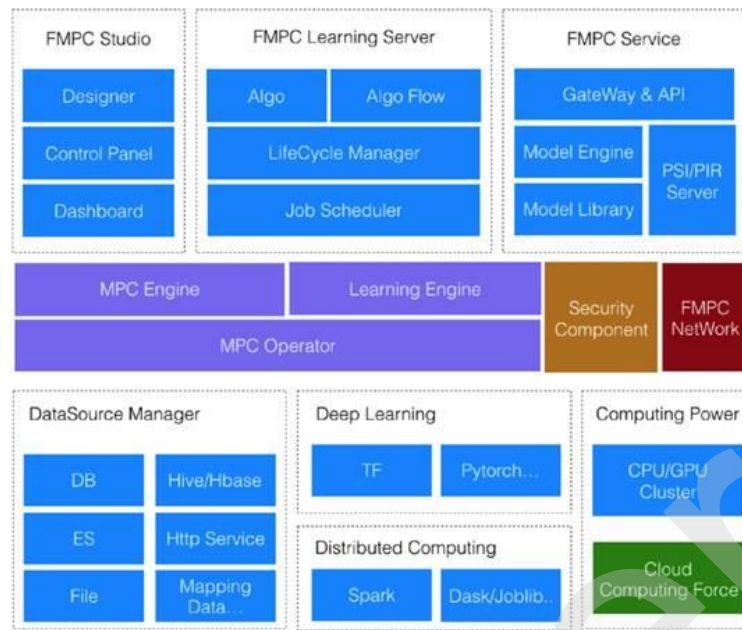 FMPC Studio
Designer
Control Panel
Dashboard
FMPC Learning Server
Algo
Algo Flow
LifeCycle Manager
Job Scheduler
FMPC Service
GateWay & API
Model Engine
Model Library
PSI/PIR
Server
MPC Engine
Learning Engine
MPC Operator
Security
Component
FMPC
NetWork
DataSource Manager
DB
Hive/Hbase
ES
Http Service
File
Mapping
Data...
Deep Learning
TF
Pytorch...
Distributed Computing
Spark
Dask/Joblib..
Computing Power
CPU/GPU
Cluster
Cloud
Computing Force